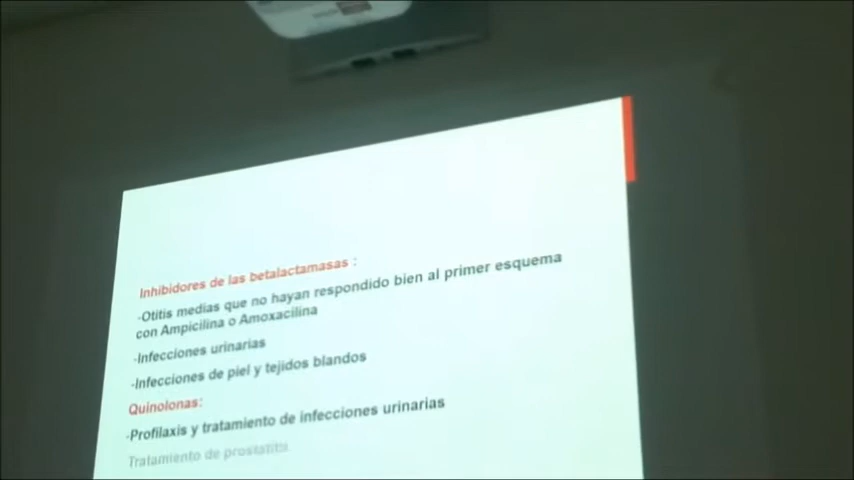 Inhibidores de las betalactamasas :
-Otitis medias que no hayan respondido bien al primer esquema
con Ampicilina o Amoxacilina
-Infecciones urinarias
-Infecciones de piel y tejidos blandos
Quinolonas:
-Profilaxis y tratamiento de infecciones urinarias
Tratamiento de prostatitis